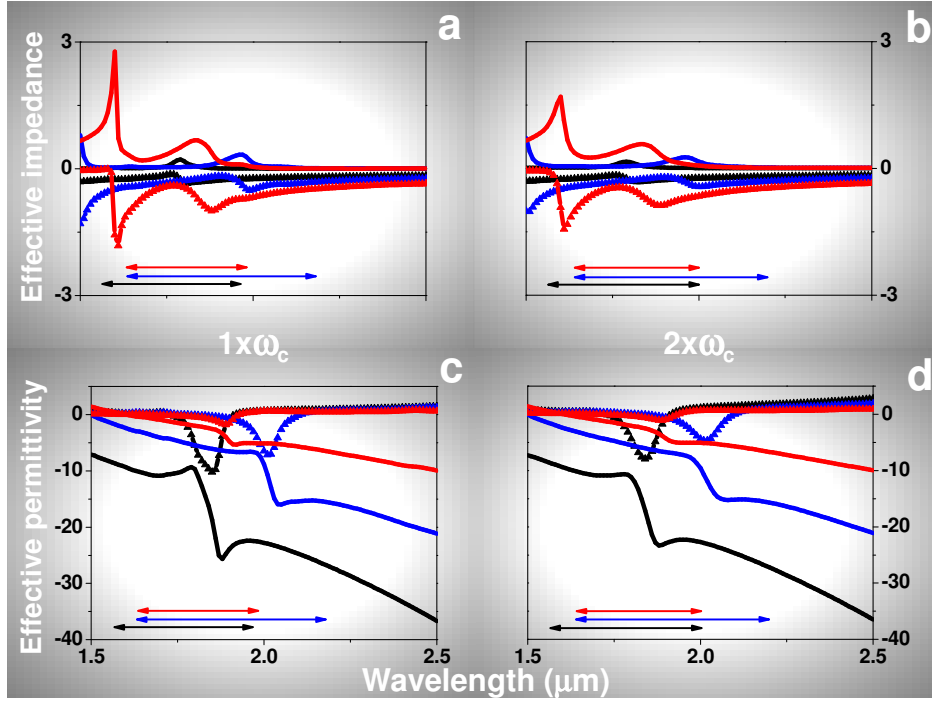 a
b
Effective impedance
3
0
-3
3
0
-3
1xωc
2xωc
c
d
Effective permittivity
0
-10
-20
-30
-40
0
-10
-20
-30
-40
1.5
2.0
2.5
1.5
2.0
2.5
Wavelength (μm)